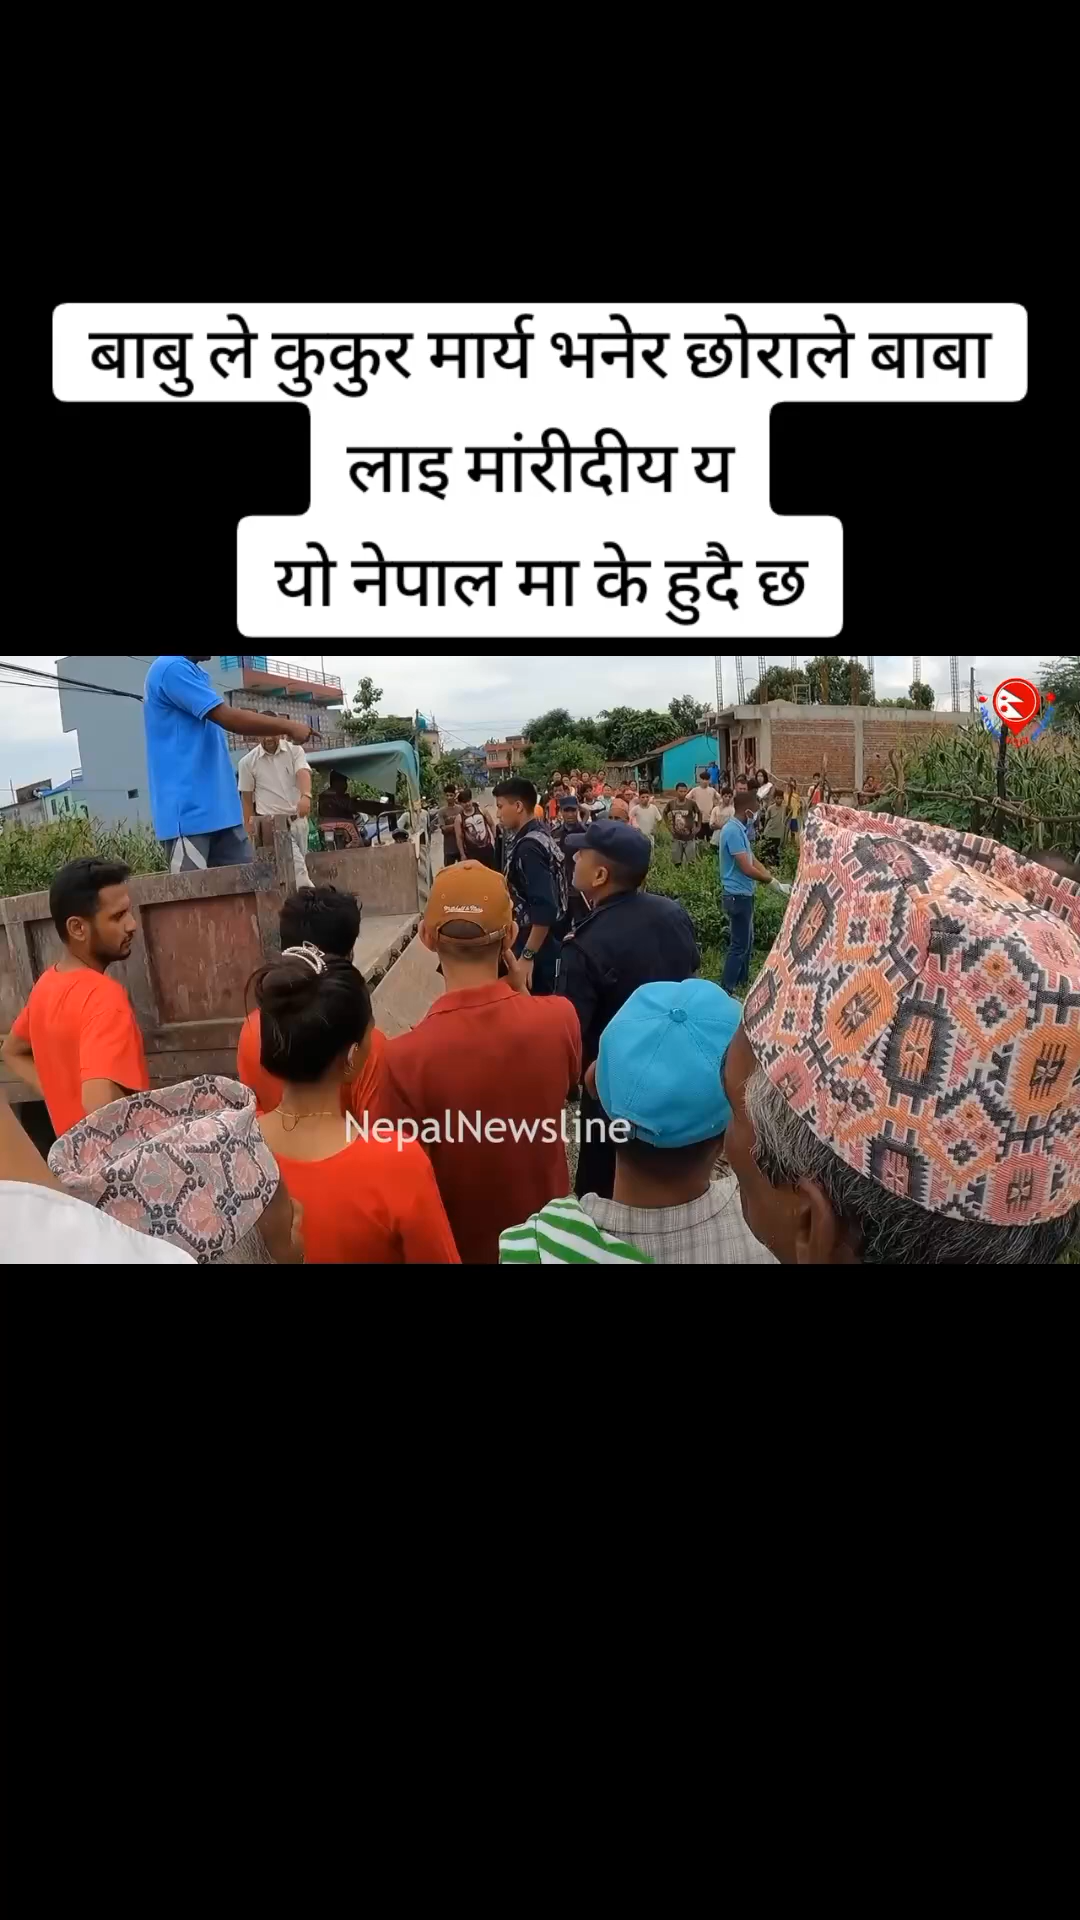 बाबु ले कुकुर मार्य भनेर छोराले बाबा
लाइ मांरीदीय य
यो नेपाल मा के हुदै छ
NepalNewsline